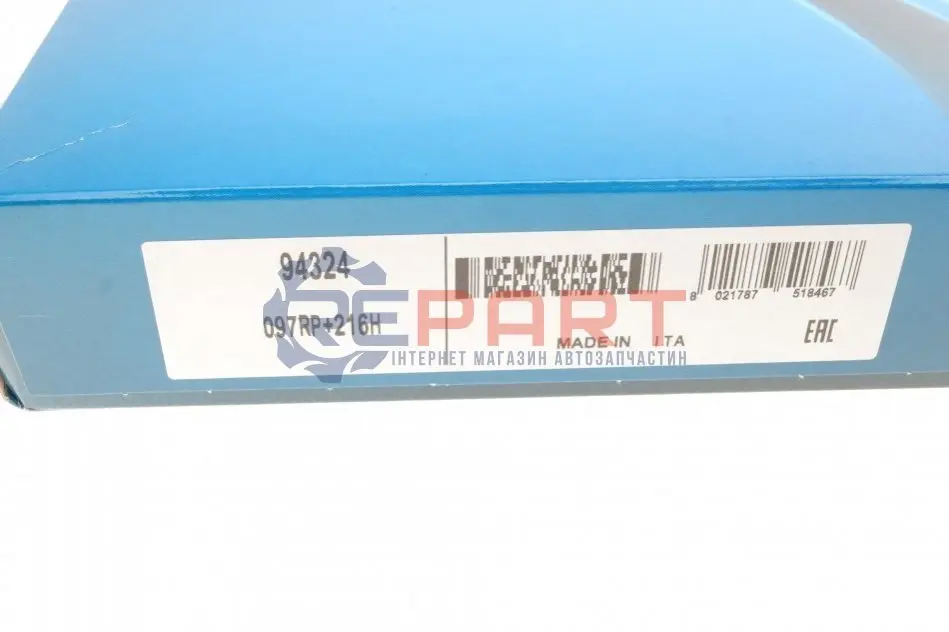 94324
097RP+216H
8 021787 518467
MADE IN ITA
EAC
REPART
ІНТЕРНЕТ МАГАЗИН АВТОЗАПЧАСТИН